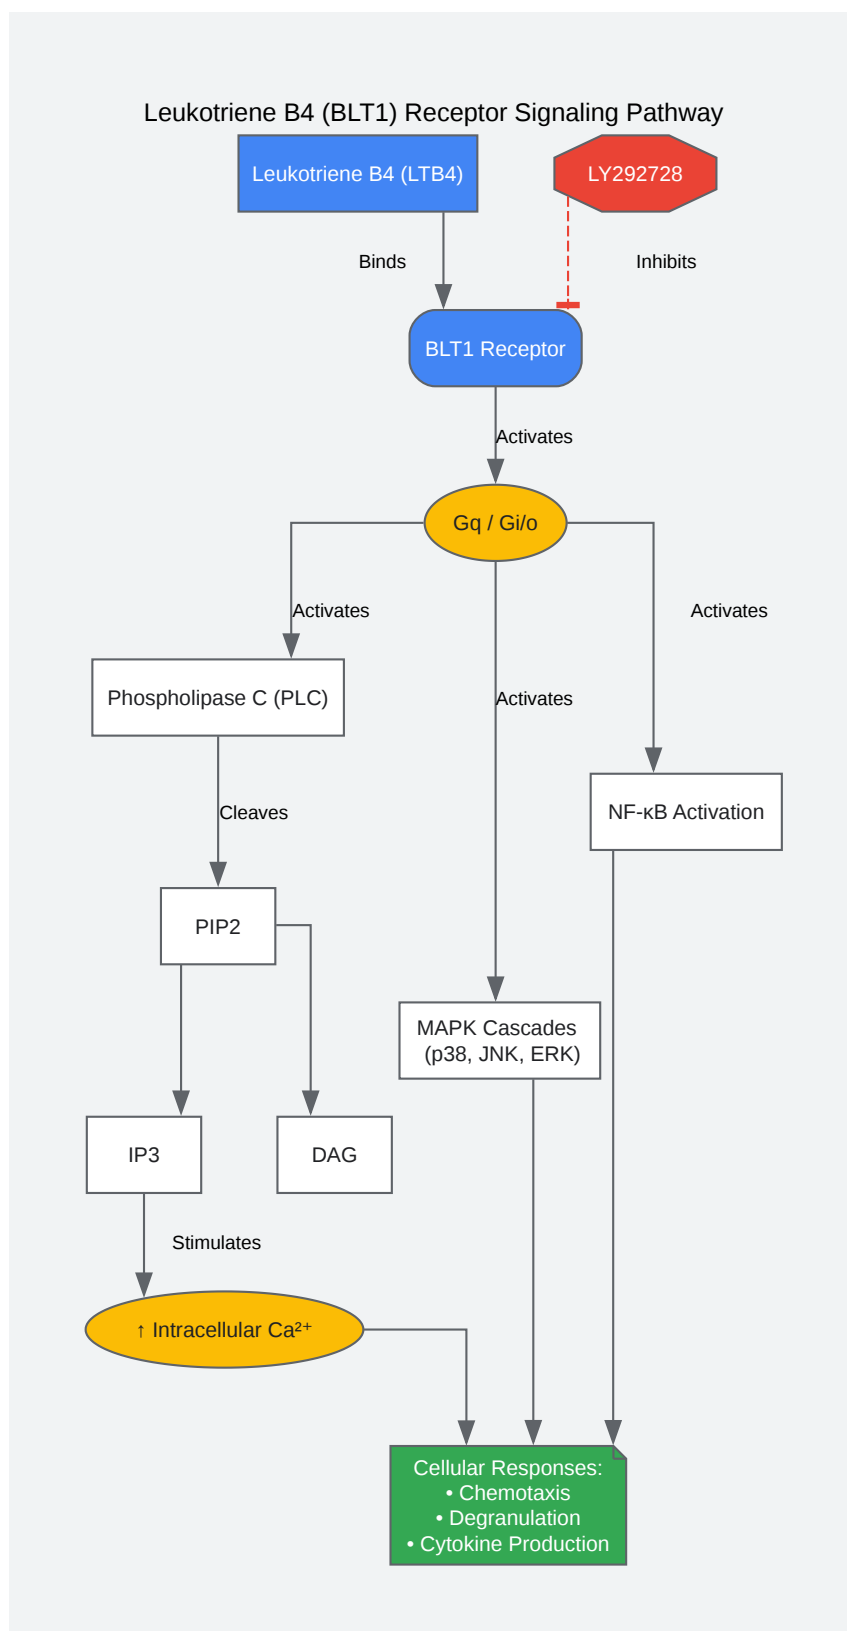 Leukotriene B4 (BLT1) Receptor Signaling Pathway
Leukotriene B4 (LTB4)
LY292728
Binds
Inhibits
BLT1 Receptor
Activates
Gq / Gi/o
Activates
Activates
Phospholipase C (PLC)
Activates
Cleaves
NF-κB Activation
PIP2
MAPK Cascades
(p38, JNK, ERK)
IP3
DAG
Stimulates
↑ Intracellular Ca²⁺
Cellular Responses:
• Chemotaxis
• Degranulation
• Cytokine Production